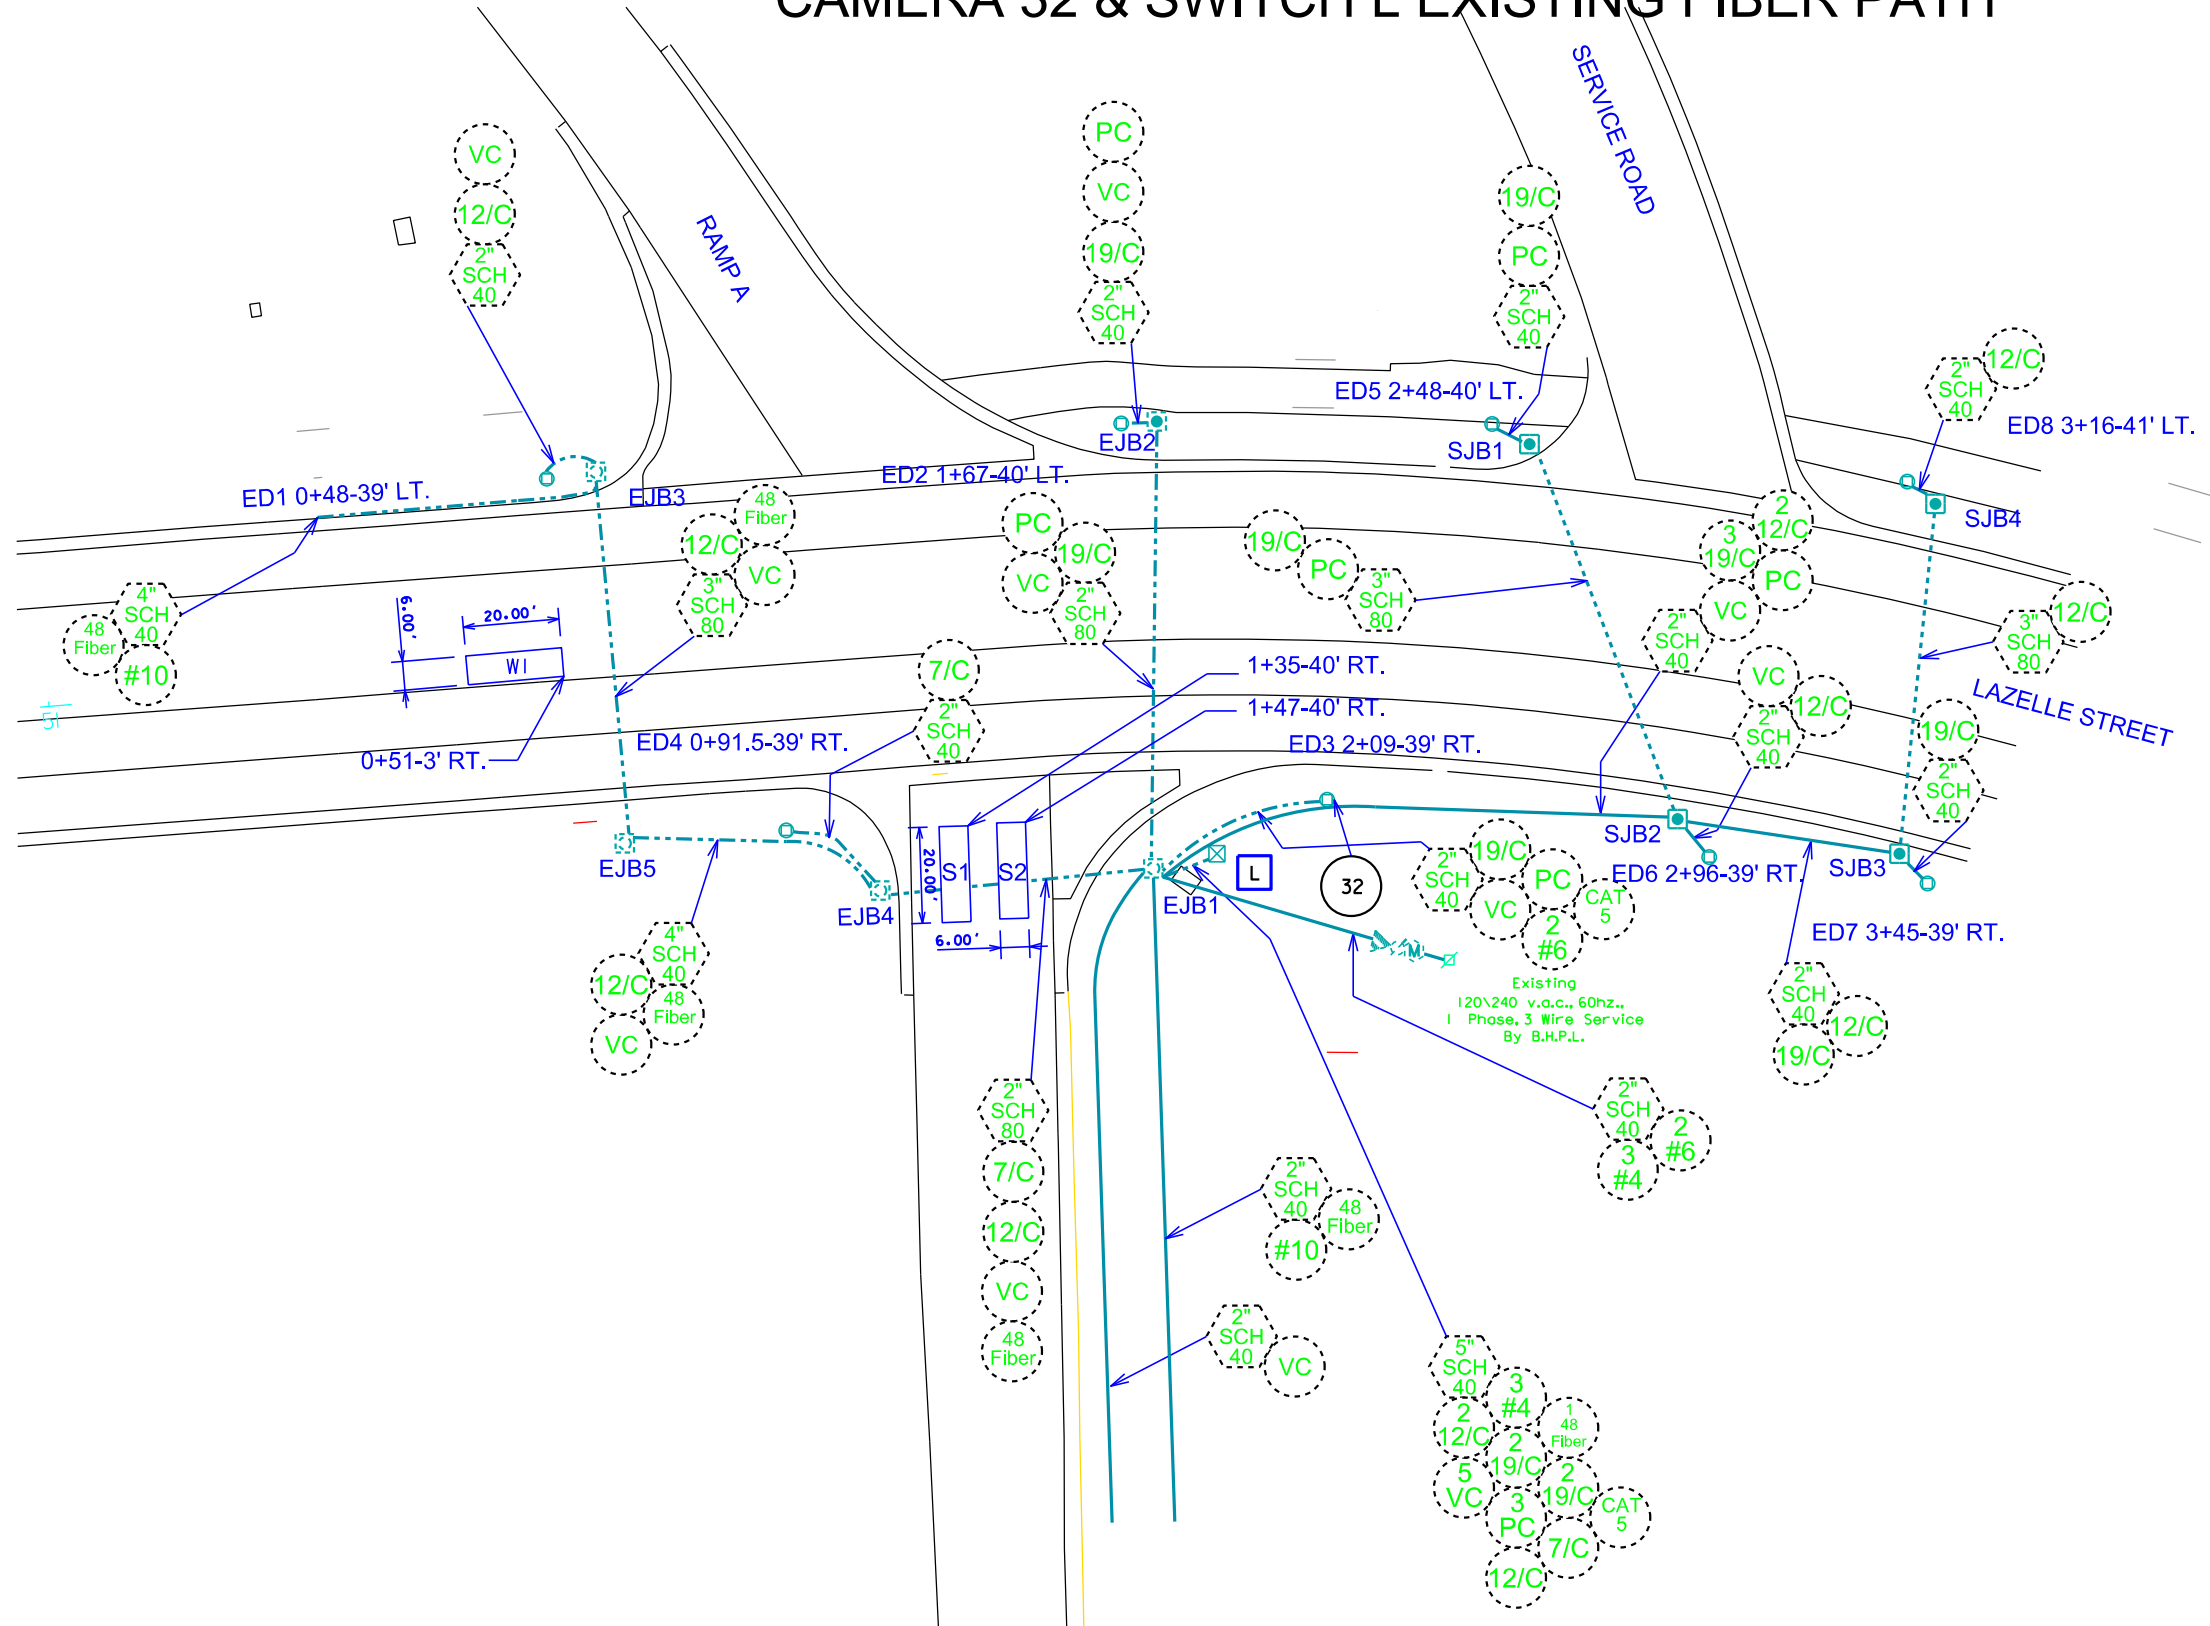 CAMERA 32 & SWITCH L EXISTING FIBER PATH
SERVICE ROAD
RAMP A
VC
12/C
2"
SCH
40
PC
VC
19/C
2"
SCH
40
19/C
PC
2"
SCH
40
12/C
2"
SCH
40
ED5 2+48-40' LT.
ED8 3+16-41' LT.
EJB2
SJB1
ED2 1+67-40' LT.
ED1 0+48-39' LT.
EJB3
SJB4
48
Fiber
12/C
VC
3"
SCH
80
PC
19/C
VC
2"
SCH
80
19/C
PC
3"
SCH
80
2
12/C
3
19/C
PC
VC
2"
SCH
40
12/C
3"
SCH
80
4"
SCH
40
48
Fiber
#10
6.00'
20.00'
W1
7/C
2"
SCH
40
1+35-40' RT.
1+47-40' RT.
VC
12/C
2"
SCH
40
LAZELLE STREET
19/C
2"
SCH
40
0+51-3' RT.
ED4 0+91.5-39' RT.
ED3 2+09-39' RT.
EJB5
20.00'
S1
S2
6.00'
EJB4
EJB1
L
32
SJB2
SJB3
ED6 2+96-39' RT.
ED7 3+45-39' RT.
2"
SCH
40
19/C
PC
VC
CAT
5
2
#6
M
Existing
120\240 v.a.c., 60hz.,
1 Phase, 3 Wire Service
By B.H.P.L.
4"
SCH
40
12/C
48
Fiber
VC
2"
SCH
40
12/C
19/C
2"
SCH
80
7/C
12/C
VC
48
Fiber
2"
SCH
40
2
#6
3
#4
2"
SCH
40
48
Fiber
#10
2"
SCH
40
VC
5"
SCH
40
3
#4
2
12/C
1
48
Fiber
2
19/C
5
VC
2
19/C
3
PC
CAT
5
7/C
12/C